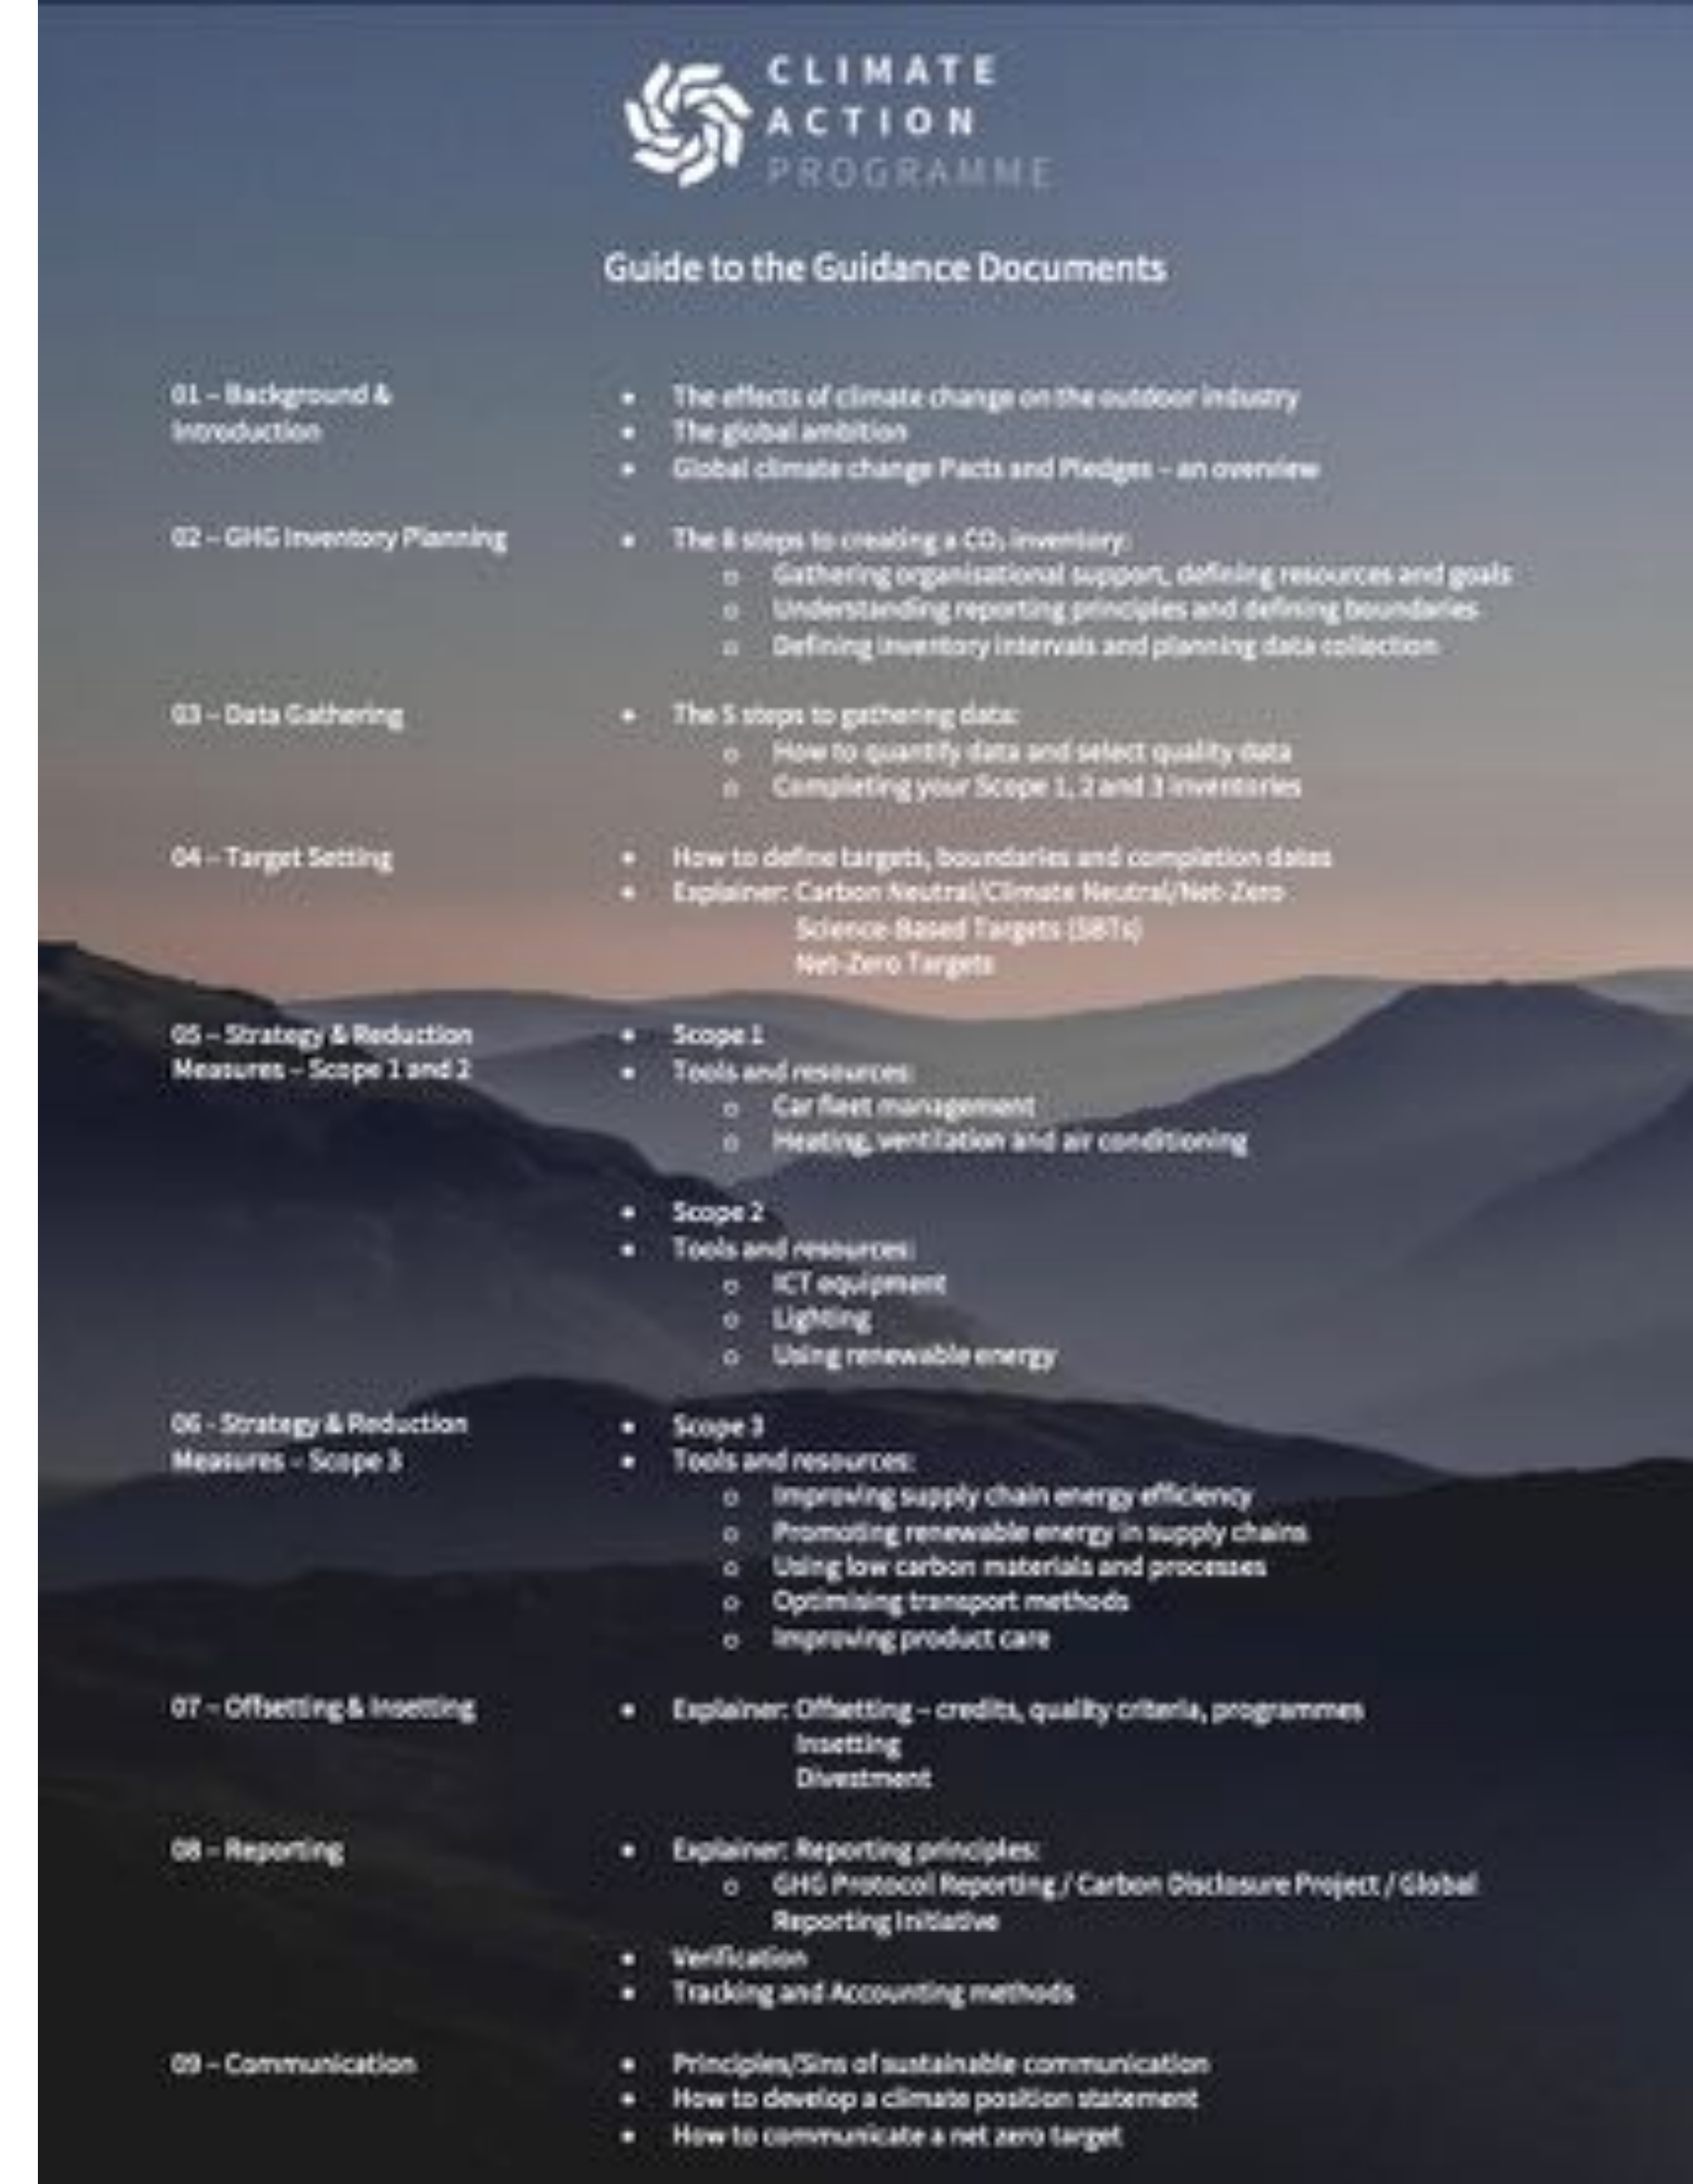 CLIMATE
ACTION
PROGRAMME
Guide to the Guidance Documents
01 – Background &
Introduction
• The effects of climate change on the outdoor industry
• The global ambition
• Global climate change Pacts and Pledges – an overview
02 – GHG Inventory Planning
• The 8 steps to creating a CO₂ inventory:
o Gathering organisational support, defining resources and goals
o Understanding reporting principles and defining boundaries
o Defining inventory intervals and planning data collection
03 – Data Gathering
• The 5 steps to gathering data:
o How to quantify data and select quality data
o Completing your Scope 1, 2 and 3 inventories
04 – Target Setting
• How to define targets, boundaries and completion dates
• Explainer: Carbon Neutral/Climate Neutral/Net-Zero
Science-Based Targets (SBTs)
Net-Zero Targets
05 – Strategy & Reduction
Measures – Scope 1 and 2
• Scope 1
• Tools and resources:
o Car fleet management
o Heating, ventilation and air conditioning
• Scope 2
• Tools and resources:
o ICT equipment
o Lighting
o Using renewable energy
06 - Strategy & Reduction
Measures – Scope 3
• Scope 3
• Tools and resources:
o Improving supply chain energy efficiency
o Promoting renewable energy in supply chains
o Using low carbon materials and processes
o Optimising transport methods
o Improving product care
07 – Offsetting & Insetting
• Explainer: Offsetting – credits, quality criteria, programmes
Insetting
Divestment
08 – Reporting
• Explainer: Reporting principles:
o GHG Protocol Reporting / Carbon Disclosure Project / Global
Reporting Initiative
• Verification
• Tracking and Accounting methods
09 – Communication
• Principles/Sins of sustainable communication
• How to develop a climate position statement
• How to communicate a net zero target